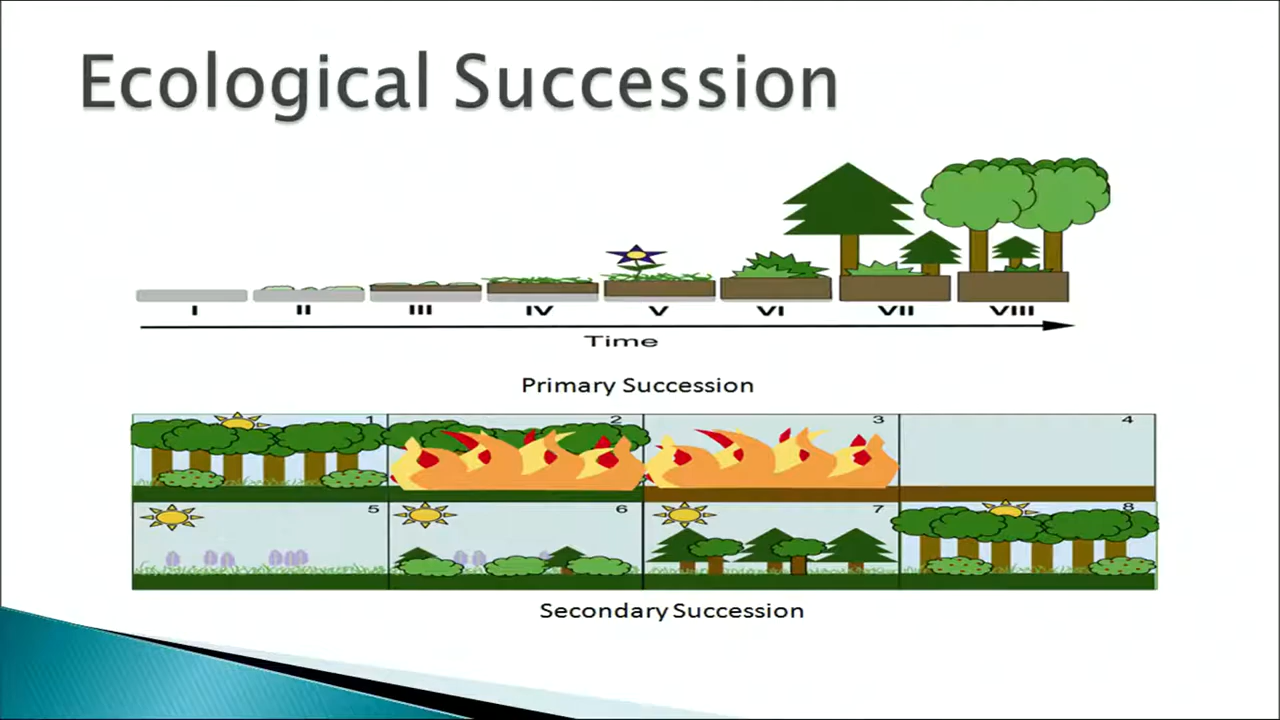 Ecological Succession
I II III IV V VI VII VIII
Time
Primary Succession
1 2 3 4
5 6 7 8
Secondary Succession